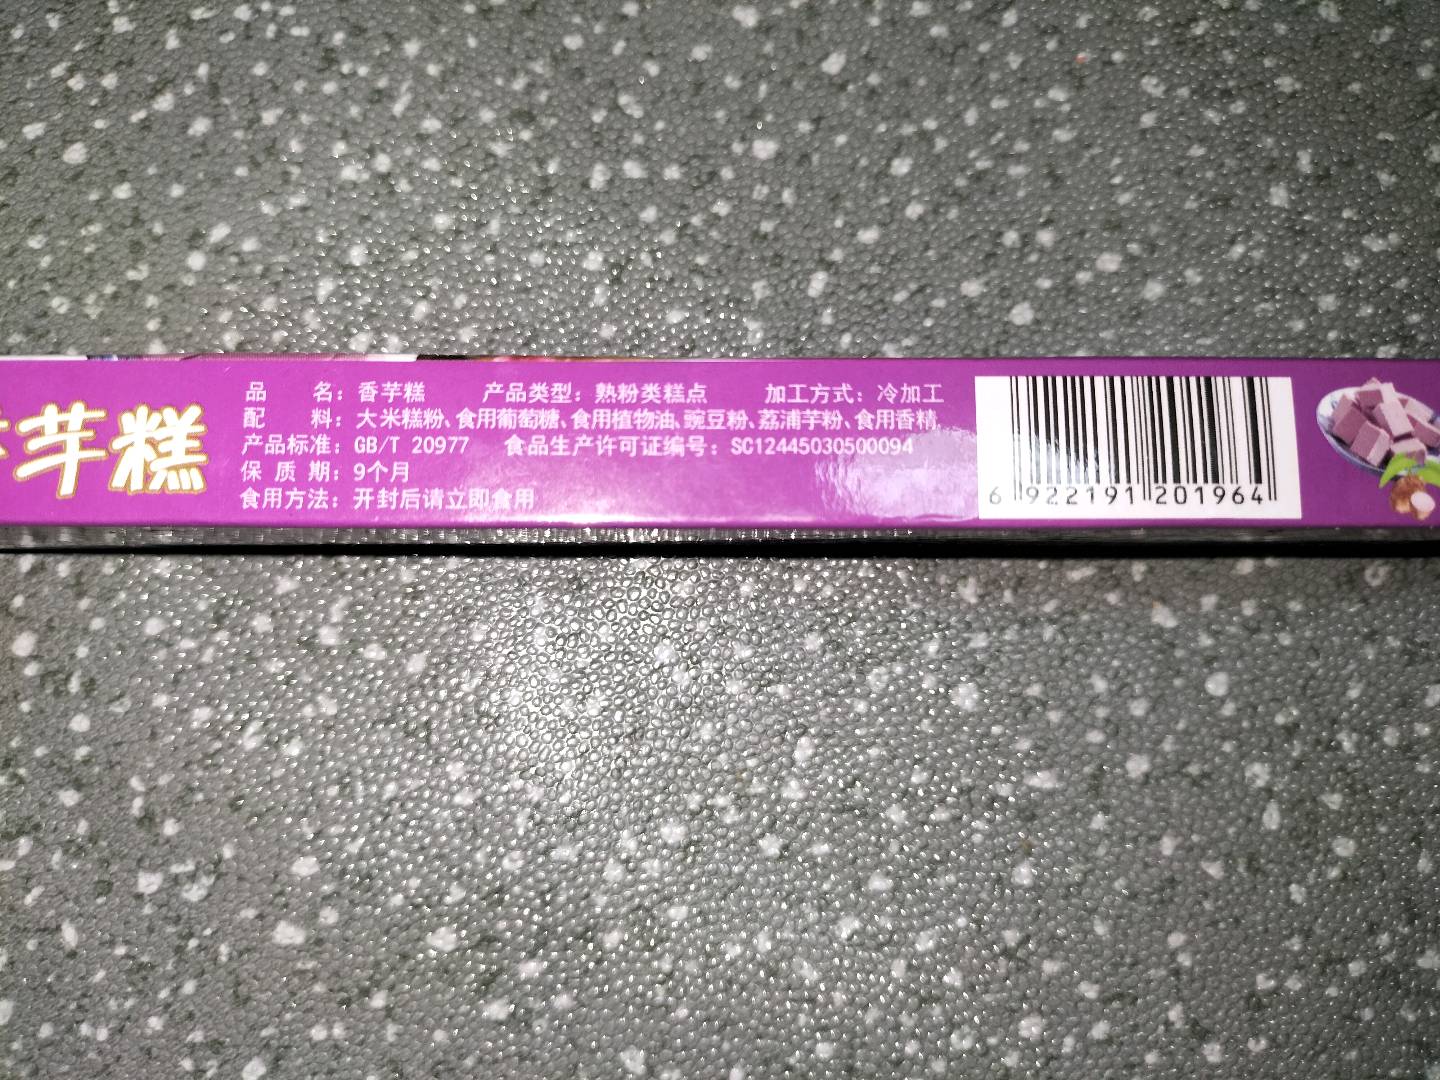 香芋糕
品 名：香芋糕 产品类型：熟粉类糕点 加工方式：冷加工
配 料：大米糕粉、食用葡萄糖、食用植物油、豌豆粉、荔浦芋粉、食用香精
产品标准：GB/T 20977 食品生产许可证编号：SC12445030500094
保 质 期：9个月
食用方法：开封后请立即食用
6 922191 201964